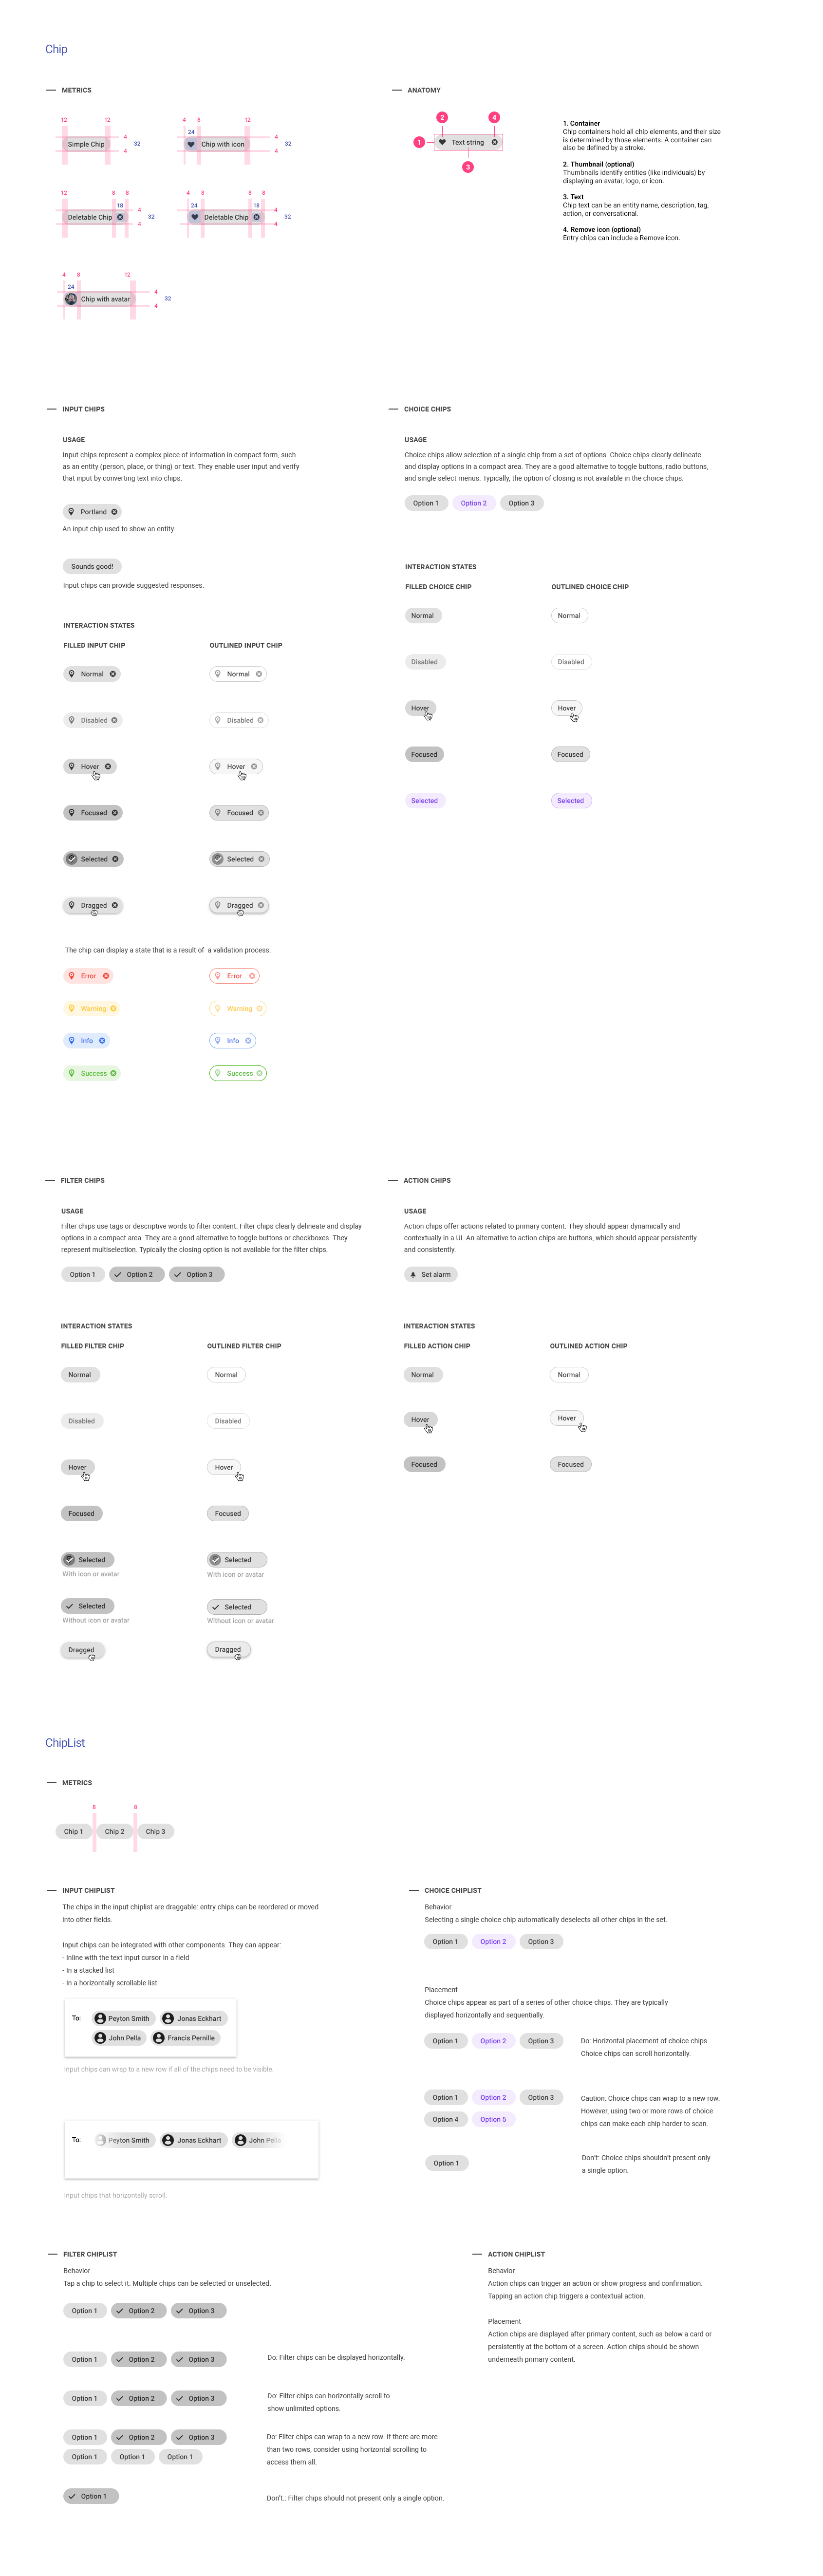 Chip
METRICS
12 12
Simple Chip
4
4
32
4 8 12
24
Chip with icon
4
4
32
12 8 8
18
Deletable Chip
4
4
32
4 8 8 8
24 18
Deletable Chip
4
4
32
4 8 12
24
Chip with avatar
4
4
32
ANATOMY
2 4
1 Text string
3
1. Container
Chip containers hold all chip elements, and their size
is determined by those elements. A container can
also be defined by a stroke.
2. Thumbnail (optional)
Thumbnails identify entities (like individuals) by
displaying an avatar, logo, or icon.
3. Text
Chip text can be an entity name, description, tag,
action, or conversational.
4. Remove icon (optional)
Entry chips can include a Remove icon.
INPUT CHIPS
USAGE
Input chips represent a complex piece of information in compact form, such
as an entity (person, place, or thing) or text. They enable user input and verify
that input by converting text into chips.
Portland
An input chip used to show an entity.
Sounds good!
Input chips can provide suggested responses.
INTERACTION STATES
FILLED INPUT CHIP OUTLINED INPUT CHIP
Normal Normal
Disabled Disabled
Hover Hover
Focused Focused
Selected Selected
Dragged Dragged
The chip can display a state that is a result of a validation process.
Error Error
Warning Warning
Info Info
Success Success
CHOICE CHIPS
USAGE
Choice chips allow selection of a single chip from a set of options. Choice chips clearly delineate
and display options in a compact area. They are a good alternative to toggle buttons, radio buttons,
and single select menus. Typically, the option of closing is not available in the choice chips.
Option 1 Option 2 Option 3
INTERACTION STATES
FILLED CHOICE CHIP OUTLINED CHOICE CHIP
Normal Normal
Disabled Disabled
Hover Hover
Focused Focused
Selected Selected
FILTER CHIPS
USAGE
Filter chips use tags or descriptive words to filter content. Filter chips clearly delineate and display
options in a compact area. They are a good alternative to toggle buttons or checkboxes. They
represent multiselection. Typically the closing option is not available for the filter chips.
Option 1 Option 2 Option 3
INTERACTION STATES
FILLED FILTER CHIP OUTLINED FILTER CHIP
Normal Normal
Disabled Disabled
Hover Hover
Focused Focused
Selected Selected
With icon or avatar With icon or avatar
Selected Selected
Without icon or avatar Without icon or avatar
Dragged Dragged
ACTION CHIPS
USAGE
Action chips offer actions related to primary content. They should appear dynamically and
contextually in a UI. An alternative to action chips are buttons, which should appear persistently
and consistently.
Set alarm
INTERACTION STATES
FILLED ACTION CHIP OUTLINED ACTION CHIP
Normal Normal
Hover Hover
Focused Focused
ChipList
METRICS
8 8
Chip 1 Chip 2 Chip 3
INPUT CHIPLIST
The chips in the input chiplist are draggable: entry chips can be reordered or moved
into other fields.
Input chips can be integrated with other components. They can appear:
- Inline with the text input cursor in a field
- In a stacked list
- In a horizontally scrollable list
To: Peyton Smith Jonas Eckhart
John Pella Francis Pernille
Input chips can wrap to a new row if all of the chips need to be visible.
To: Peyton Smith Jonas Eckhart John Pella
Input chips that horizontally scroll.
CHOICE CHIPLIST
Behavior
Selecting a single choice chip automatically deselects all other chips in the set.
Option 1 Option 2 Option 3
Placement
Choice chips appear as part of a series of other choice chips. They are typically
displayed horizontally and sequentially.
Option 1 Option 2 Option 3
Do: Horizontal placement of choice chips.
Choice chips can scroll horizontally.
Option 1 Option 2 Option 3
Option 4 Option 5
Caution: Choice chips can wrap to a new row.
However, using two or more rows of choice
chips can make each chip harder to scan.
Option 1
Don't: Choice chips shouldn't present only
a single option.
FILTER CHIPLIST
Behavior
Tap a chip to select it. Multiple chips can be selected or unselected.
Option 1 Option 2 Option 3
Option 1 Option 2 Option 3
Do: Filter chips can be displayed horizontally.
Option 1 Option 2 Option 3
Do: Filter chips can horizontally scroll to
show unlimited options.
Option 1 Option 2 Option 3
Option 1 Option 1 Option 1
Do: Filter chips can wrap to a new row. If there are more
than two rows, consider using horizontal scrolling to
access them all.
Option 1
Don't.: Filter chips should not present only a single option.
ACTION CHIPLIST
Behavior
Action chips can trigger an action or show progress and confirmation.
Tapping an action chip triggers a contextual action.
Placement
Action chips are displayed after primary content, such as below a card or
persistently at the bottom of a screen. Action chips should be shown
underneath primary content.